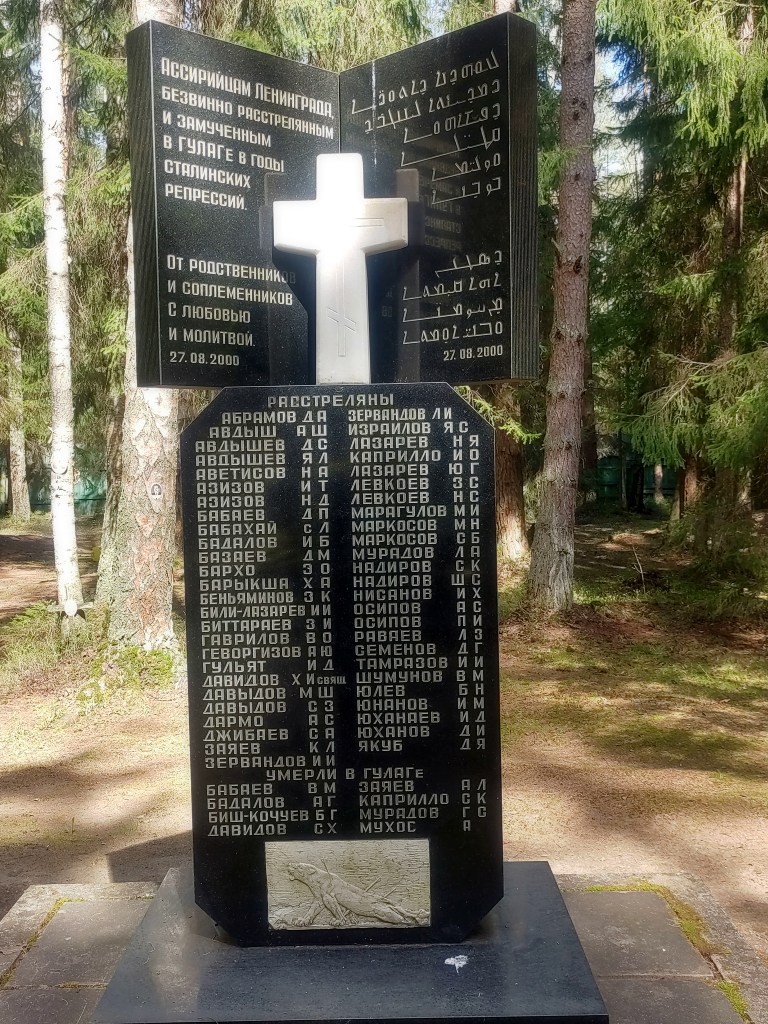 АССИРИЙЦАМ ЛЕНИНГРАДА,
БЕЗВИННО РАССТРЕЛЯННЫМ
И ЗАМУЧЕННЫМ
В ГУЛАГЕ В ГОДЫ
СТАЛИНСКИХ
РЕПРЕССИЙ.
ОТ РОДСТВЕННИКОВ
И СОПЛЕМЕННИКОВ
С ЛЮБОВЬЮ
И МОЛИТВОЙ.
27.08.2000
27.08.2000
РАССТРЕЛЯНЫ
АБРАМОВ Д А ЗЕРВАНДОВ Л И
АВДЫШ А Ш ИЗРАИЛОВ Я С
АВДЫШЕВ Д С ЛАЗАРЕВ Н Я
АВДЫШЕВ Я Л КАПРИЛЛО И О
АВЕТИСОВ Н А ЛАЗАРЕВ Ю Г
АЗИЗОВ И Т ЛЕВКОЕВ З С
АЗИЗОВ Н Д ЛЕВКОЕВ Н С
БАБАЕВ Д П МАРАГУЛОВ М И
БАБАХАЙ С Л МАРКОСОВ М Н
БАДАЛОВ И Б МАРКОСОВ С Б
БАЗАЕВ Д М МУРАДОВ Л А
БАРХО З О НАДИРОВ С К
БАРЫКША Х А НАДИРОВ Ш С
БЕНЬЯМИНОВ З К НИСАНОВ И Х
БИЛИ-ЛАЗАРЕВ И И ОСИПОВ А С
БИТТАРАЕВ З И ОСИПОВ П И
ГАВРИЛОВ В О РАВАЕВ Л З
ГЕВОРГИЗОВ А Ю СЕМЕНОВ Д Г
ГУЛЬЯТ И Д ТАМРАЗОВ И И
ДАВИДОВ Х И СВЯЩ ШУМУНОВ В М
ДАВЫДОВ М Ш ЮЛЕВ Б Н
ДАВЫДОВ С З ЮНАНОВ И М
ДАРМО А С ЮХАНАЕВ И Д
ДЖИБАЕВ С А ЮХАНОВ Д И
ЗАЯЕВ К Л ЯКУБ Д Я
ЗЕРВАНДОВ И И
УМЕРЛИ В ГУЛАГЕ
БАБАЕВ В М ЗАЯЕВ А Л
БАДАЛОВ А Г КАПРИЛЛО С К
БИШ-КОЧУЕВ Б Г МУРАДОВ Г С
ДАВИДОВ С Х МУХОС А